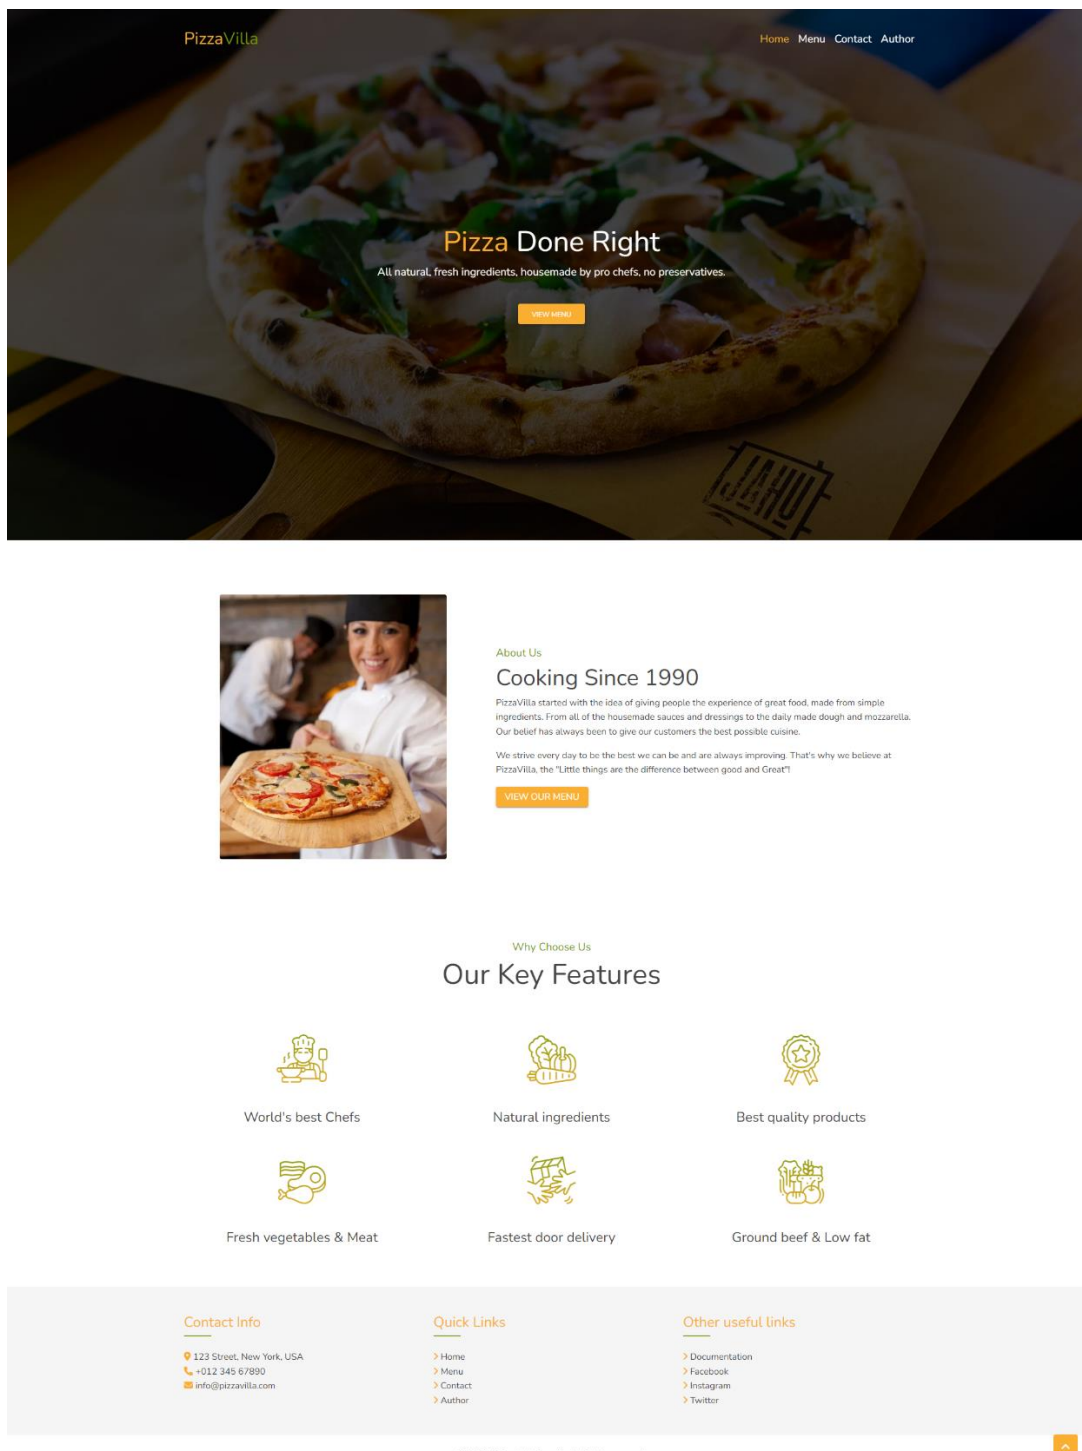 PizzaVilla
Home Menu Contact Author
Pizza Done Right
All natural, fresh ingredients, housemade by pro chefs, no preservatives.
VIEW MENU
About Us
Cooking Since 1990
PizzaVilla started with the idea of giving people the experience of great food, made from simple
ingredients. From all of the housemade sauces and dressings to the daily made dough and mozzarella.
Our belief has always been to give our customers the best possible cuisine.
We strive every day to be the best we can be and are always improving. That's why we believe at
PizzaVilla, the "Little things are the difference between good and Great"!
VIEW OUR MENU
Why Choose Us
Our Key Features
World's best Chefs
Natural ingredients
Best quality products
Fresh vegetables & Meat
Fastest door delivery
Ground beef & Low fat
Contact Info
123 Street, New York, USA
+012 345 67890
info@pizzavilla.com
Quick Links
Home
Menu
Contact
Author
Other useful links
Documentation
Facebook
Instagram
Twitter